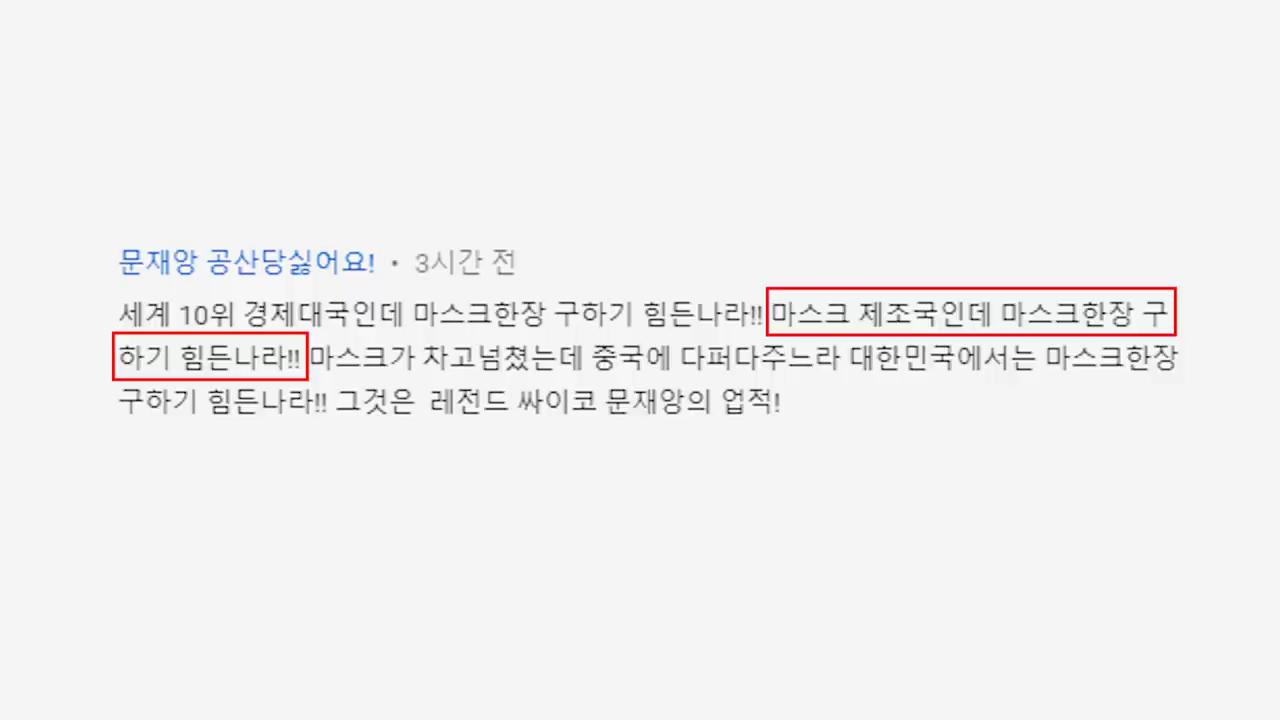 문재앙 공산당싫어요! • 3시간 전
세계 10위 경제대국인데 마스크한장 구하기 힘든나라!! 마스크 제조국인데 마스크한장 구
하기 힘든나라!! 마스크가 차고넘쳤는데 중국에 다퍼다주느라 대한민국에서는 마스크한장
구하기 힘든나라!! 그것은 레전드 싸이코 문재앙의 업적!